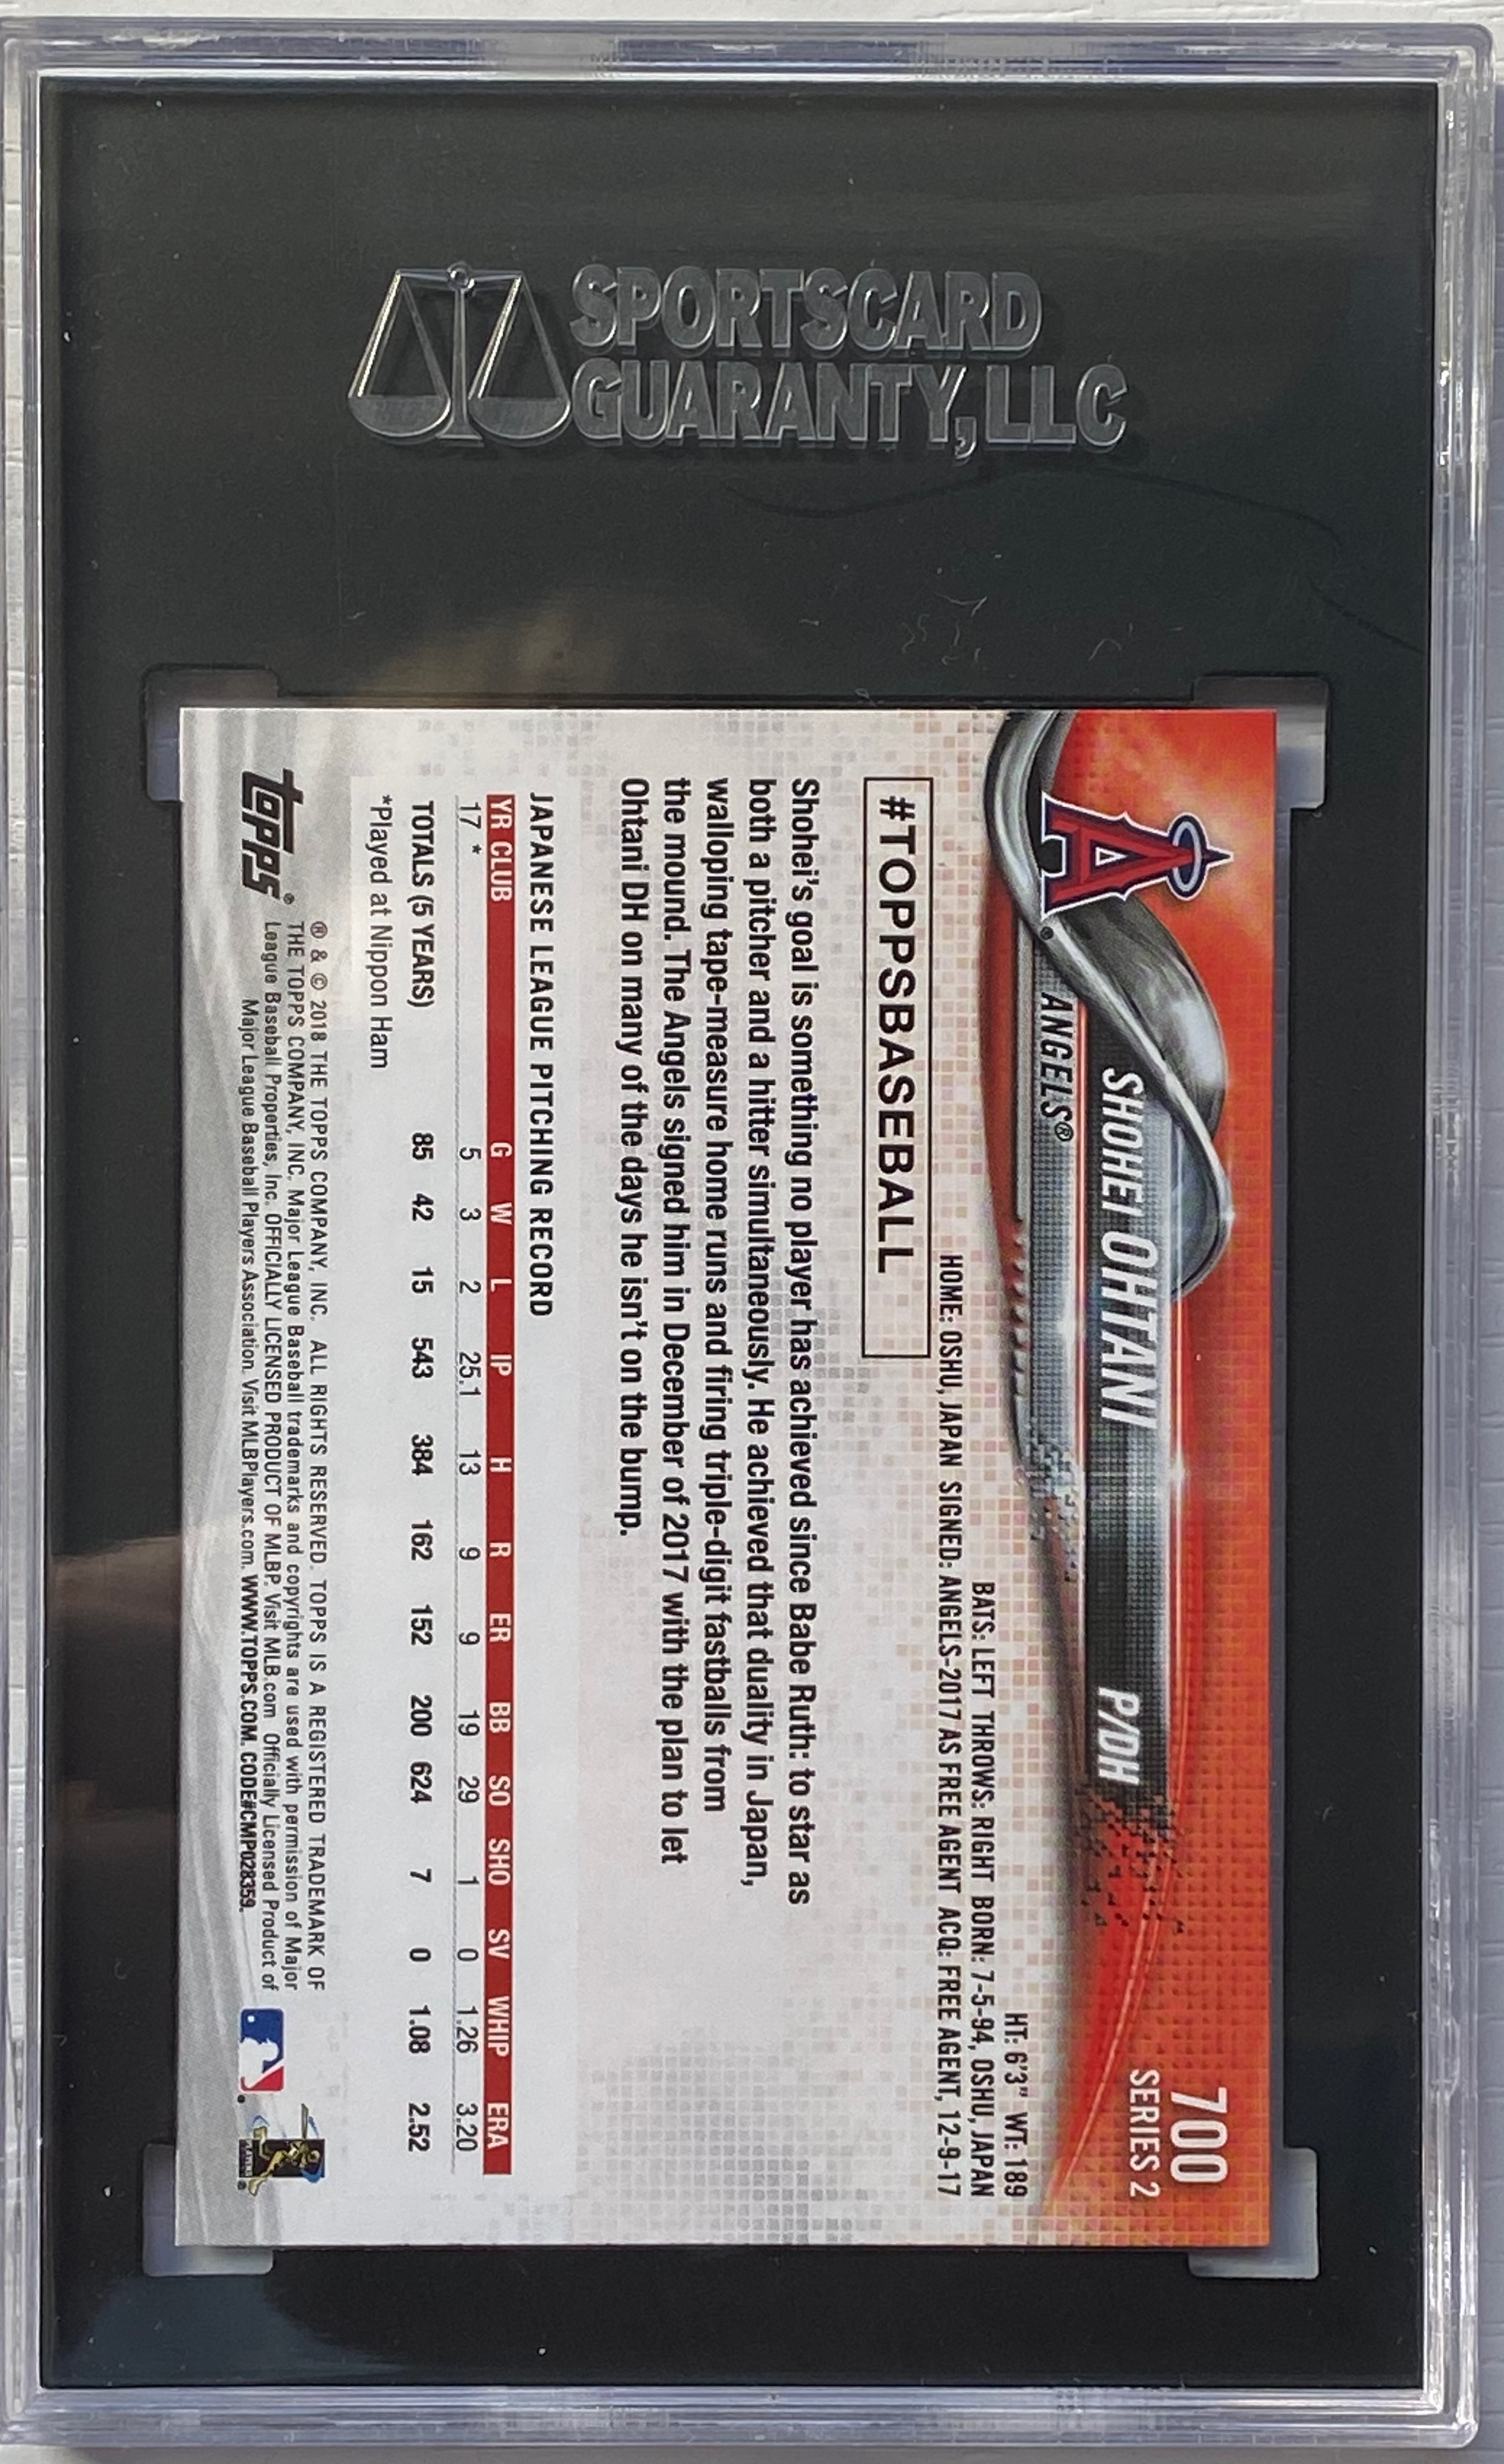 SPORTSCARD
GUARANTY, LLC
700
SERIES 2
SHOHEI OHTANI P/DH
A
ANGELS®
HT: 6'3" WT: 189
BATS: LEFT THROWS: RIGHT BORN: 7-5-94, OSHU, JAPAN
HOME: OSHU, JAPAN SIGNED: ANGELS-2017 AS FREE AGENT ACQ: FREE AGENT, 12-9-17
#TOPPSBASEBALL
Shohei's goal is something no player has achieved since Babe Ruth: to star as
both a pitcher and a hitter simultaneously. He achieved that duality in Japan,
walloping tape-measure home runs and firing triple-digit fastballs from
the mound. The Angels signed him in December of 2017 with the plan to let
Ohtani DH on many of the days he isn't on the bump.
JAPANESE LEAGUE PITCHING RECORD
YR CLUB G W L IP H R ER BB SO SHO SV WHIP ERA
17 * 5 3 2 25.1 13 9 9 19 29 1 0 1.26 3.20
TOTALS (5 YEARS) 85 42 15 543 384 162 152 200 624 7 0 1.08 2.52
*Played at Nippon Ham
topps®
® & © 2018 THE TOPPS COMPANY, INC. ALL RIGHTS RESERVED. TOPPS IS A REGISTERED TRADEMARK OF
THE TOPPS COMPANY, INC. Major League Baseball trademarks and copyrights are used with permission of Major
League Baseball Properties, Inc. OFFICIALLY LICENSED PRODUCT OF MLBP. Visit MLB.com Officially Licensed Product of
Major League Baseball Players Association. Visit MLBPlayers.com. WWW.TOPPS.COM. CODE#CMP028359.